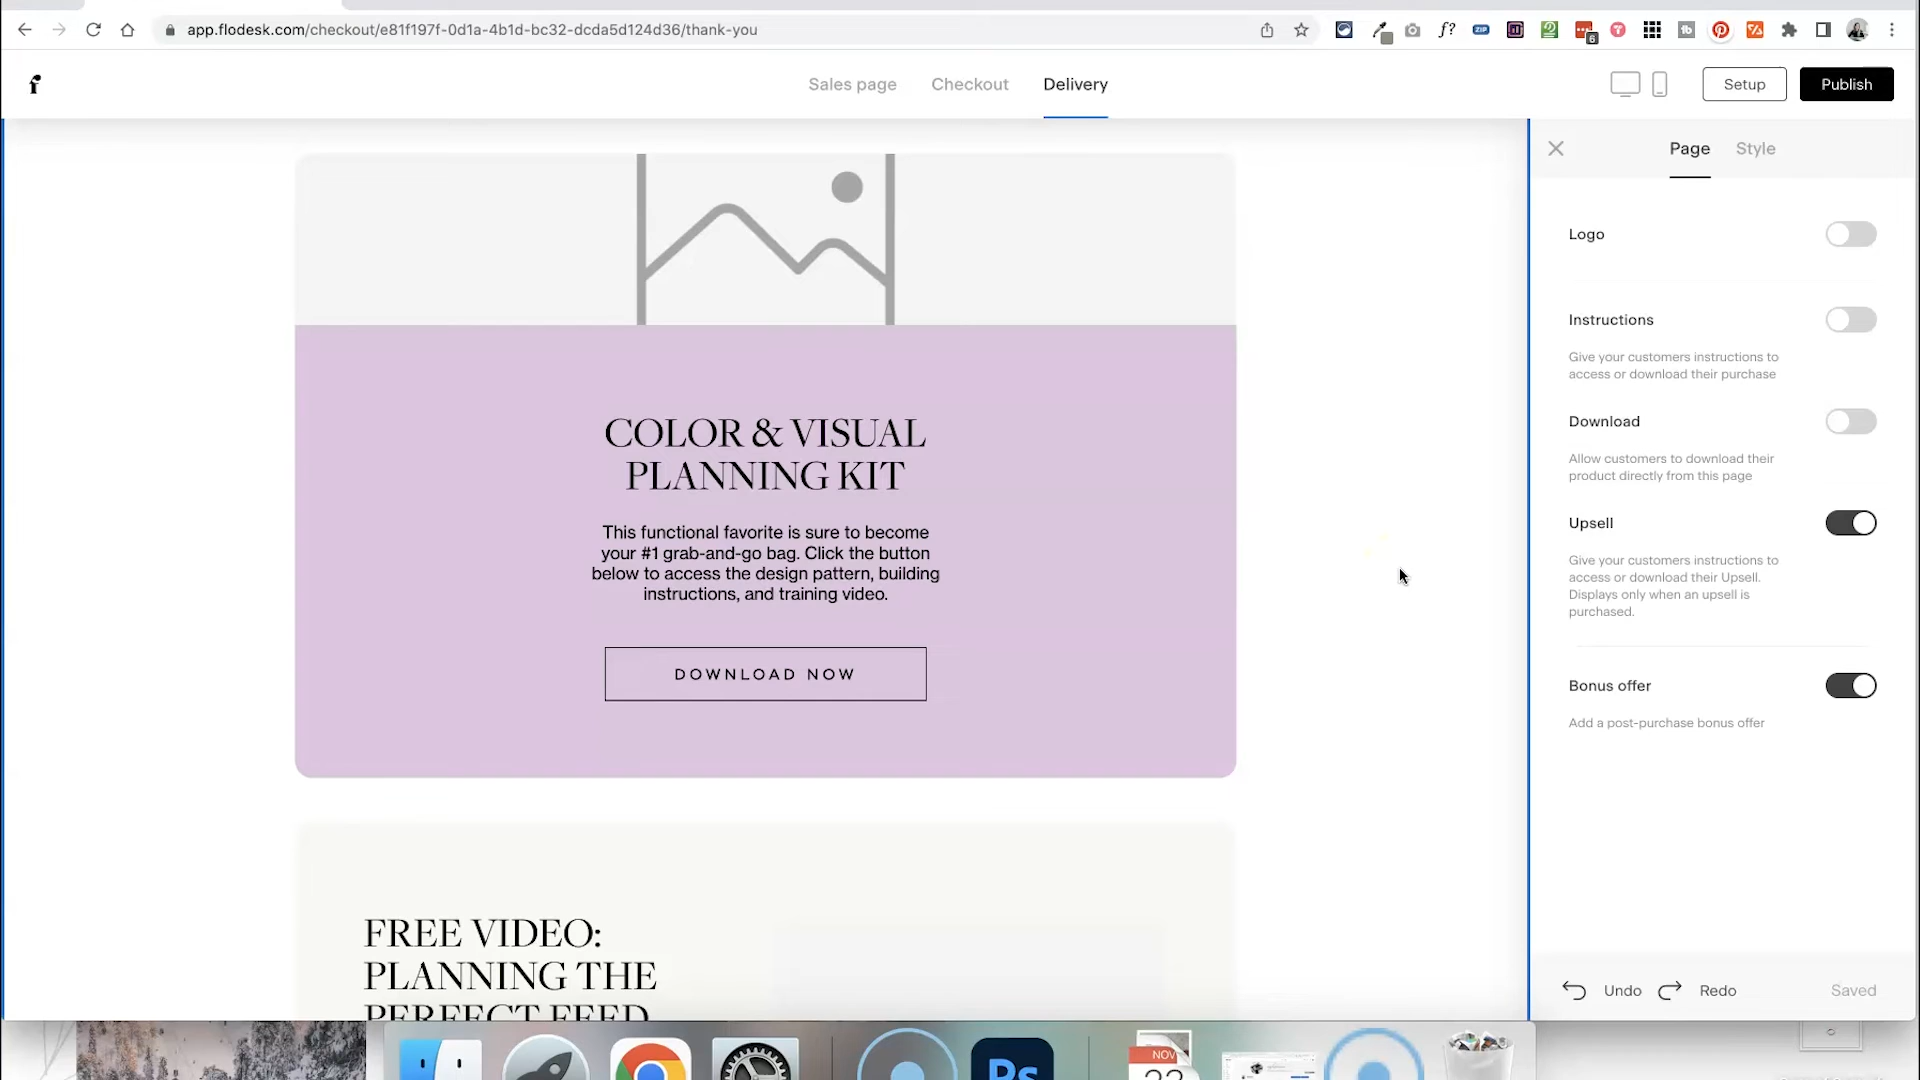 app.flodesk.com/checkout/e81f197f-0d1a-4b1d-bc32-dcda5d124d36/thank-you
f?
ZIP
6
Sales page
Checkout
Delivery
Setup
Publish
Page
Style
Logo
Instructions
Give your customers instructions to
access or download their purchase
Download
Allow customers to download their
product directly from this page
Upsell
Give your customers instructions to
access or download their Upsell.
Displays only when an upsell is
purchased.
Bonus offer
Add a post-purchase bonus offer
Undo
Redo
Saved
COLOR & VISUAL
PLANNING KIT
This functional favorite is sure to become
your #1 grab-and-go bag. Click the button
below to access the design pattern, building
instructions, and training video.
DOWNLOAD NOW
FREE VIDEO:
PLANNING THE
PERFECT FEED
Ps
NOV